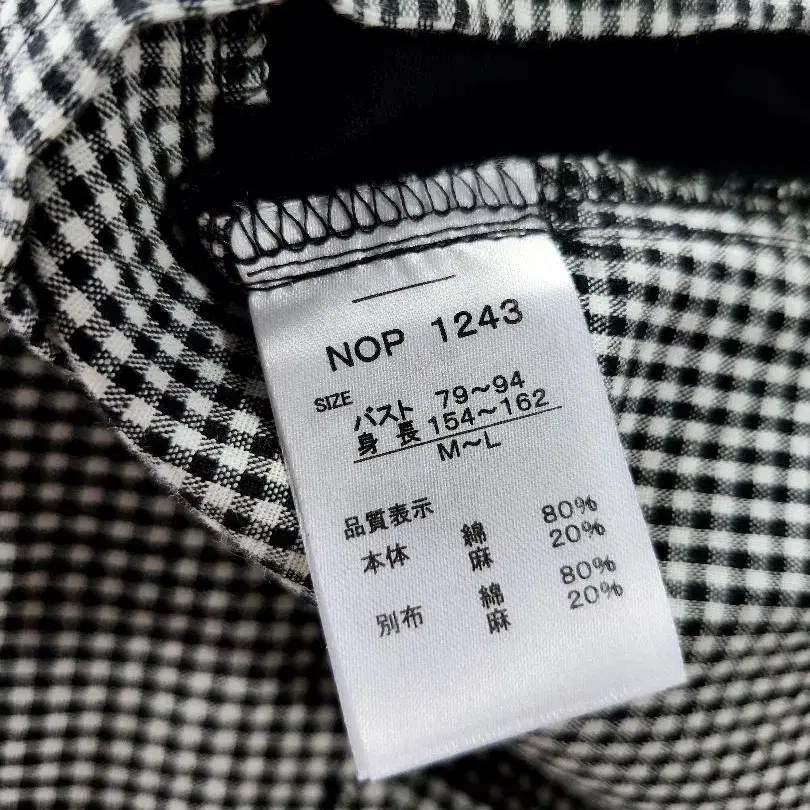 NOP 1243
SIZE
バスト 79〜94
身長 154〜162
M〜L
品質表示
本体 綿 80%
麻 20%
別布 綿 80%
麻 20%